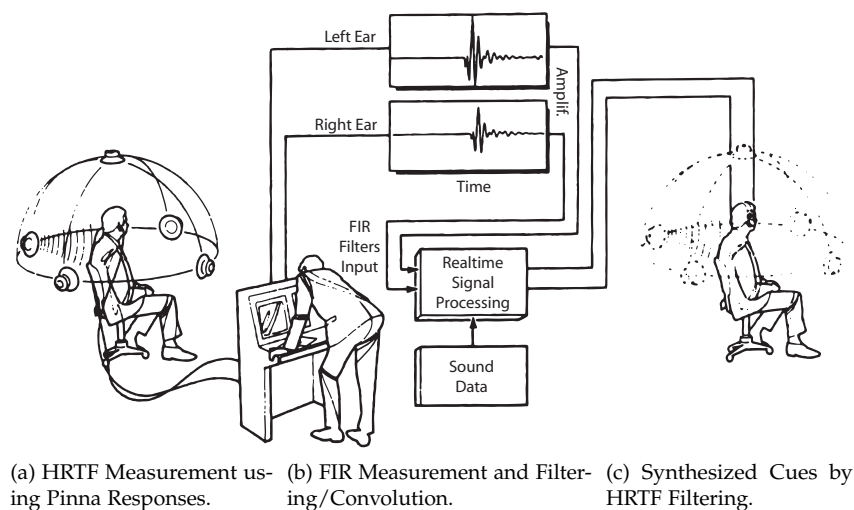 Left Ear
Amplif.
Right Ear
Time
FIR
Filters
Input
Realtime
Signal
Processing
Sound
Data
(a) HRTF Measurement us-
ing Pinna Responses.
(b) FIR Measurement and Filter-
ing/Convolution.
(c) Synthesized Cues by
HRTF Filtering.